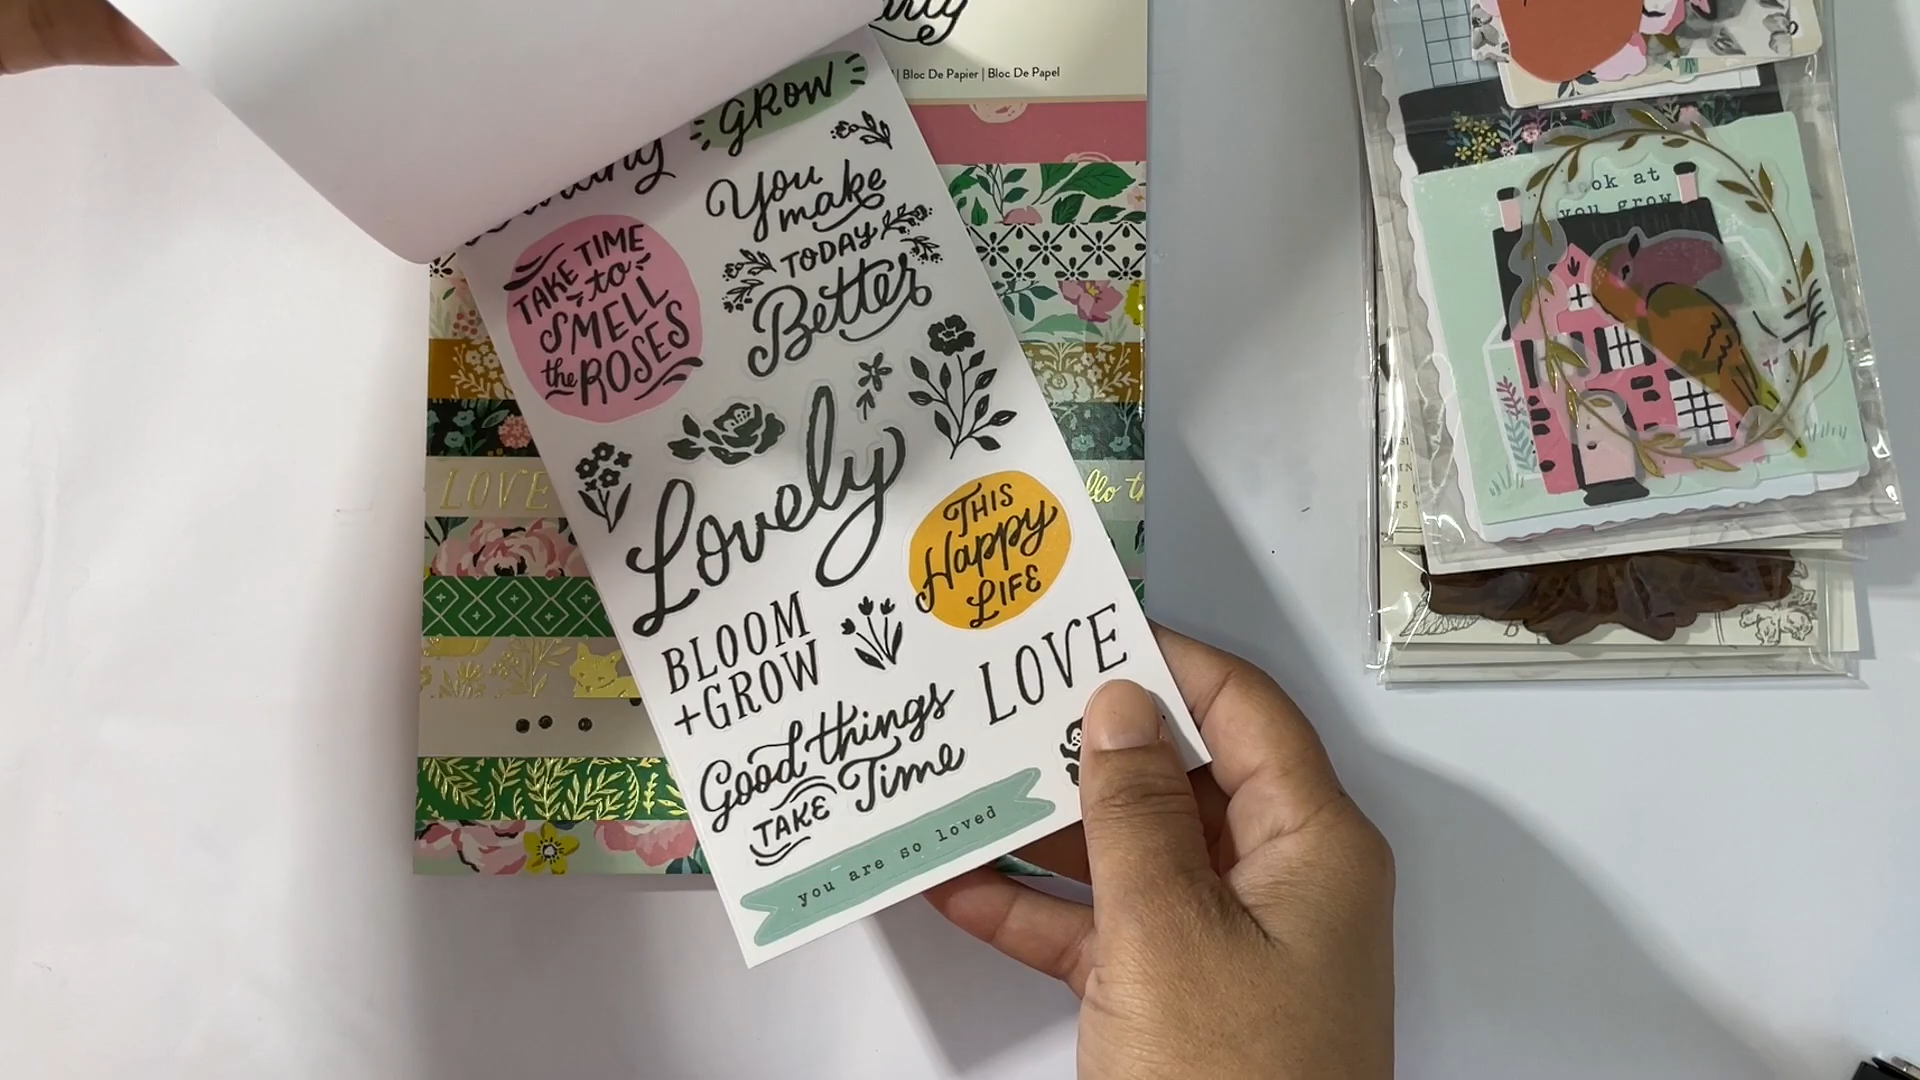 | Bloc De Papier | Bloc De Papel
GROW
You
make
TODAY
Better
TAKE TIME
to
SMELL
the ROSES
Lovely
THIS
Happy
LIFE
BLOOM
+GROW
LOVE
Good things
TAKE Time
you are so loved
LOVE
look at
you grow